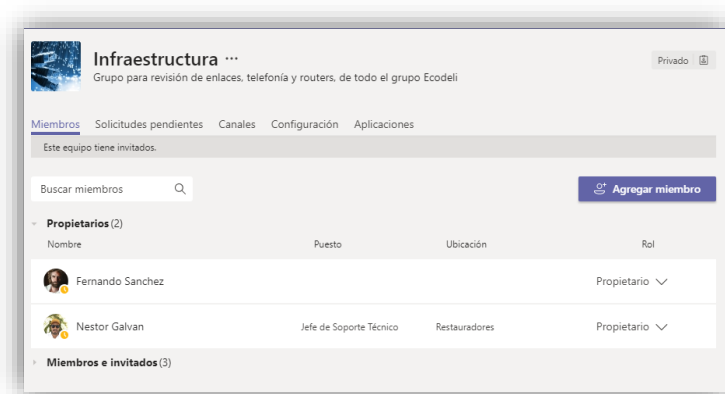 Infraestructura ...
Grupo para revisión de enlaces, telefonía y routers, de todo el grupo Ecodeli
Privado
Miembros Solicitudes pendientes Canales Configuración Aplicaciones
Este equipo tiene invitados.
Buscar miembros
Agregar miembro
Propietarios (2)
Nombre Puesto Ubicación Rol
Fernando Sanchez Propietario
Nestor Galvan Jefe de Soporte Técnico Restauradores Propietario
Miembros e invitados (3)